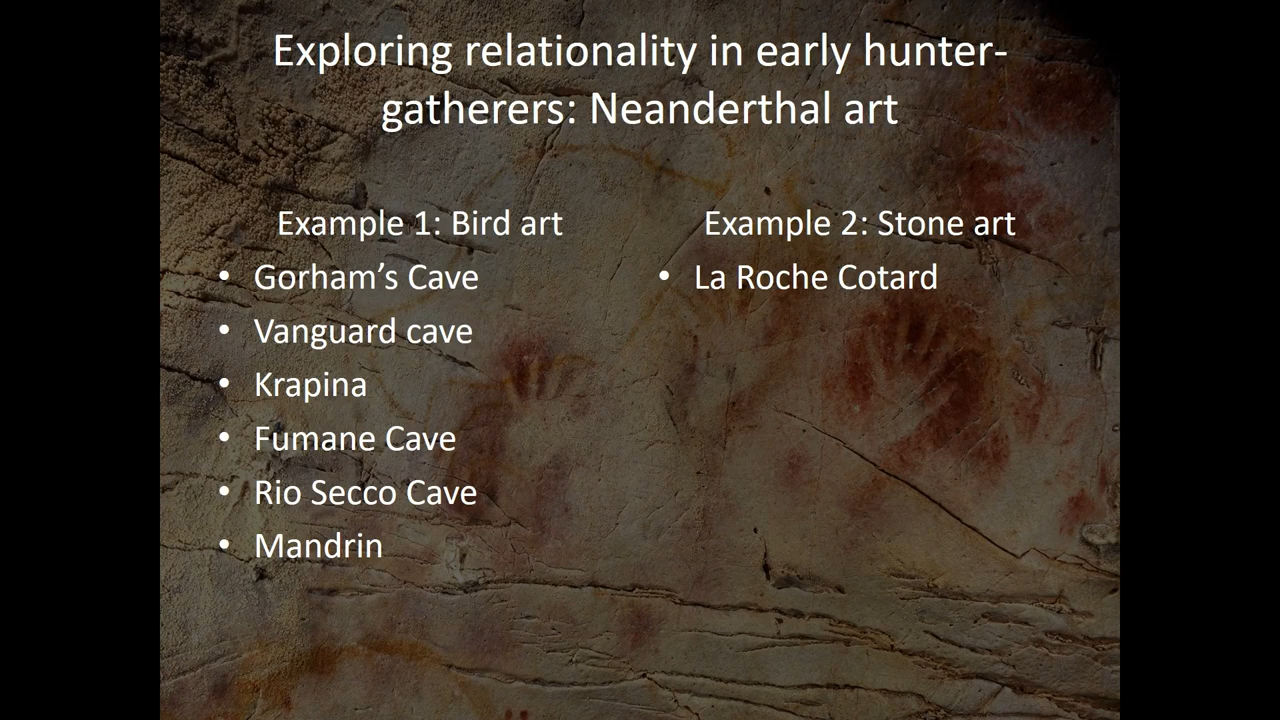 Exploring relationality in early hunter-
gatherers: Neanderthal art
Example 1: Bird art
• Gorham’s Cave
• Vanguard cave
• Krapina
• Fumane Cave
• Rio Secco Cave
• Mandrin
Example 2: Stone art
• La Roche Cotard